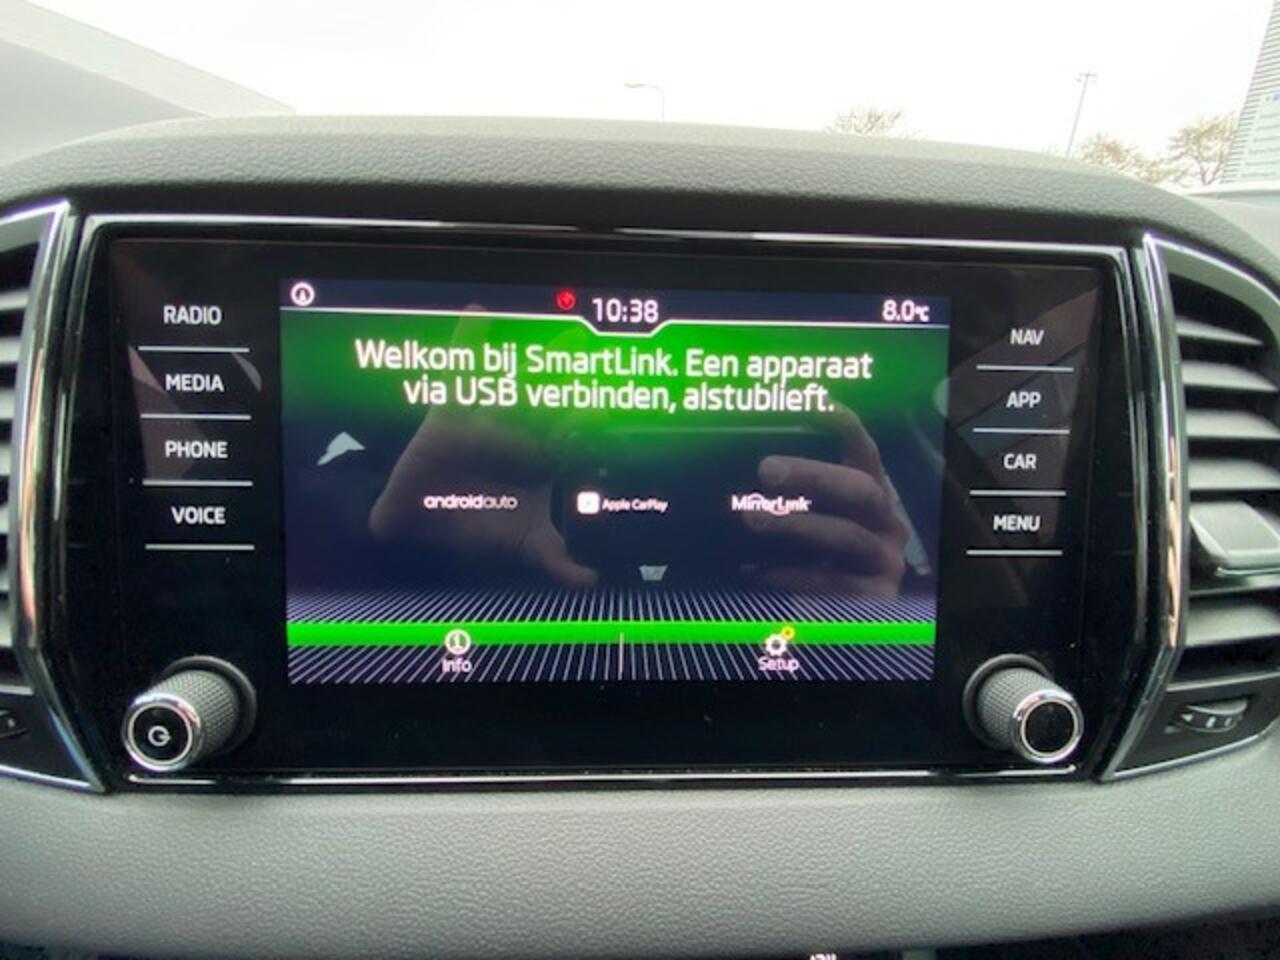 10:38
8.0°C
Welkom bij SmartLink. Een apparaat
via USB verbinden, alstublieft.
androidauto
Apple CarPlay
MirrorLink
Info
Setup
RADIO
MEDIA
PHONE
VOICE
NAV
APP
CAR
MENU